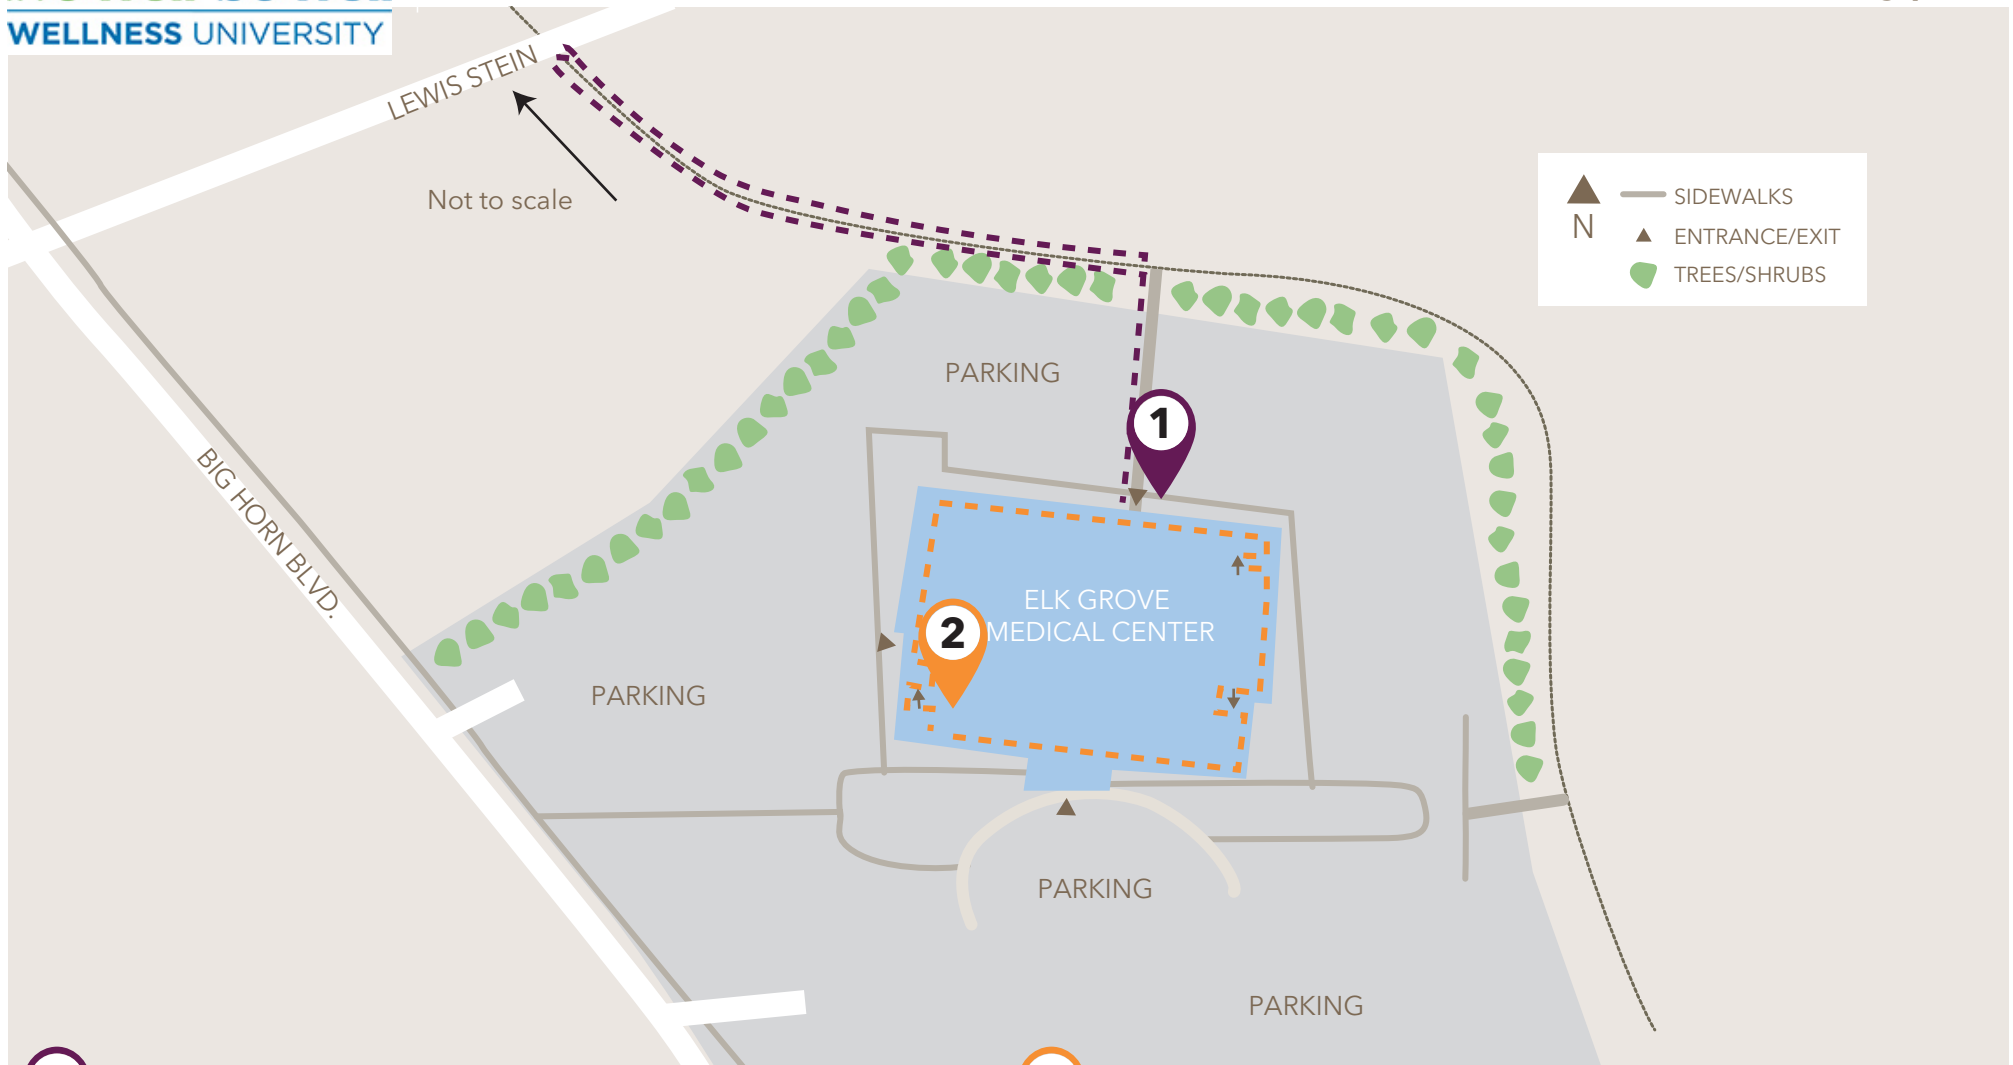 WELLNESS UNIVERSITY
LEWIS STEIN
Not to scale
N
SIDEWALKS
ENTRANCE/EXIT
TREES/SHRUBS
PARKING
1
BIG HORN BLVD.
ELK GROVE
MEDICAL CENTER
2
PARKING
PARKING
PARKING